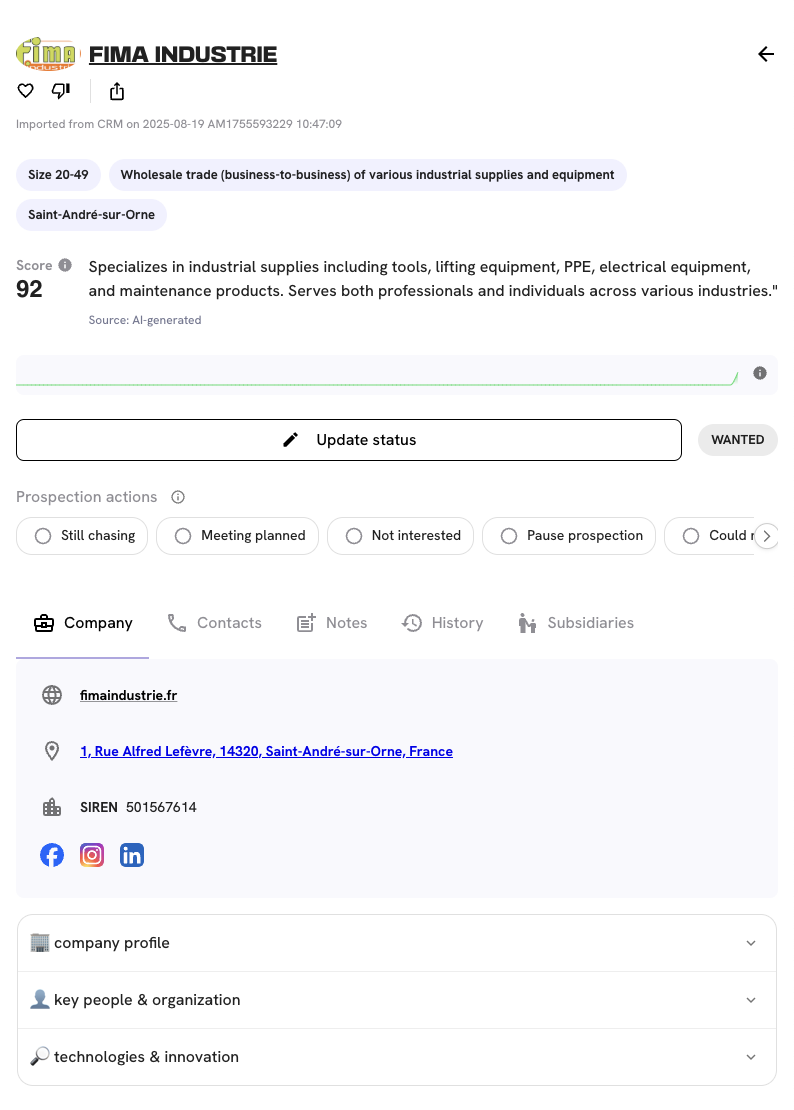 fima
industrie
FIMA INDUSTRIE
Imported from CRM on 2025-08-19 AM1755593229 10:47:09
Size 20-49
Wholesale trade (business-to-business) of various industrial supplies and equipment
Saint-André-sur-Orne
Score
92
Specializes in industrial supplies including tools, lifting equipment, PPE, electrical equipment,
and maintenance products. Serves both professionals and individuals across various industries."
Source: AI-generated
Update status
WANTED
Prospection actions
Still chasing
Meeting planned
Not interested
Pause prospection
Could
Company
Contacts
Notes
History
Subsidiaries
fimaindustrie.fr
1, Rue Alfred Lefèvre, 14320, Saint-André-sur-Orne, France
SIREN 501567614
company profile
key people & organization
technologies & innovation